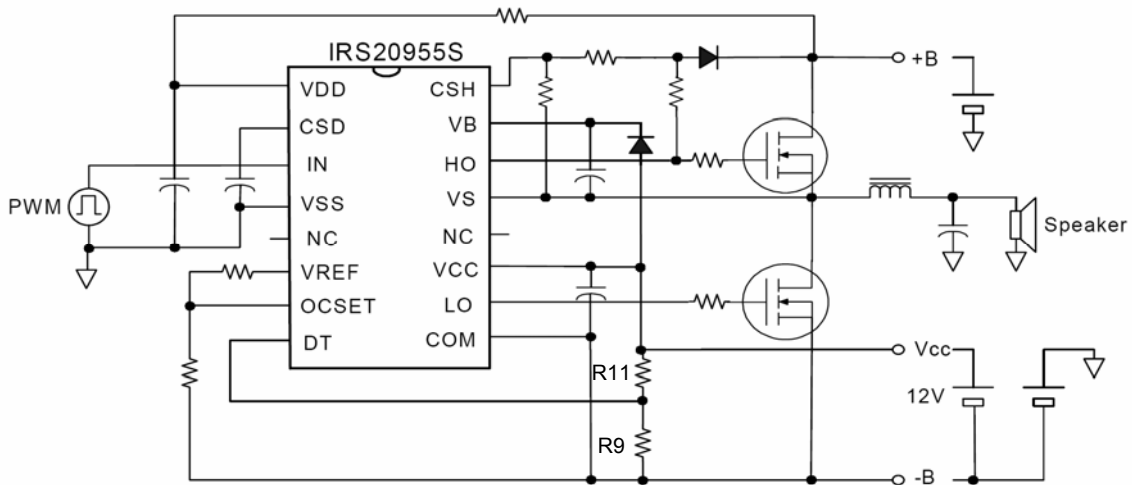 IRS20955S
VDD
CSD
IN
VSS
NC
VREF
OCSET
DT
CSH
VB
HO
VS
NC
VCC
LO
COM
PWM
+B
Speaker
Vcc
R11
12V
R9
-B